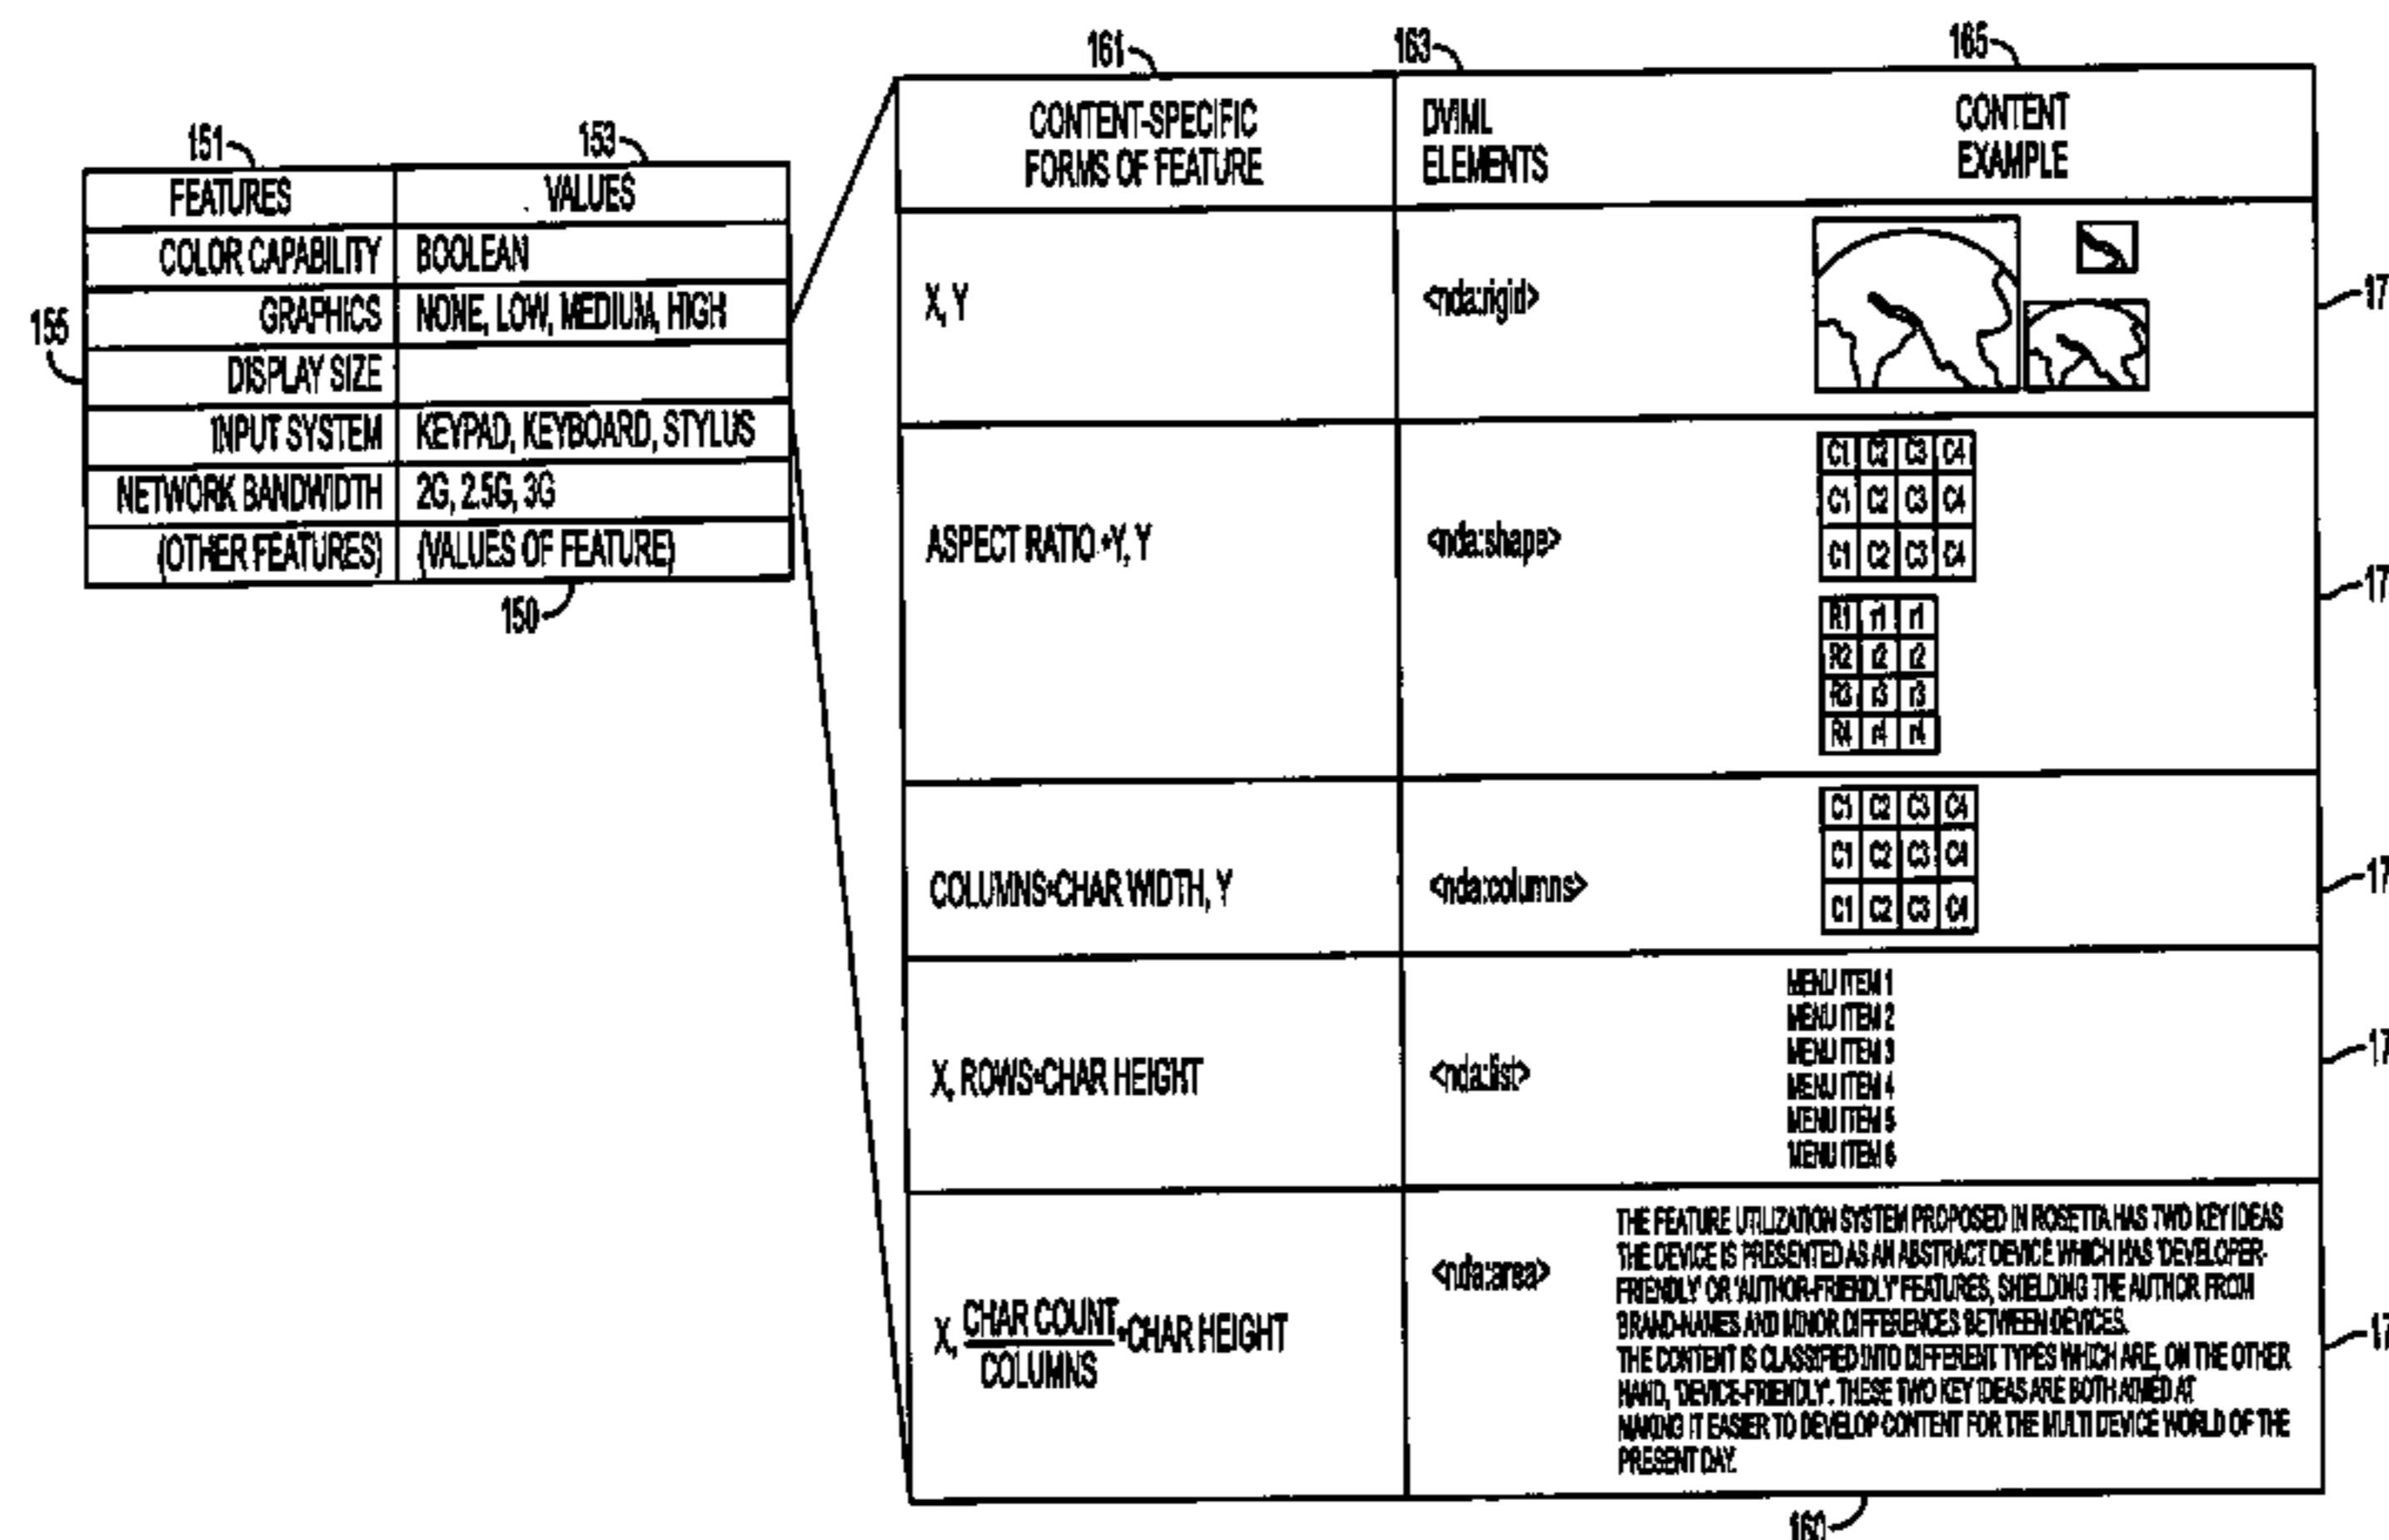 151
153
FEATURES VALUES
COLOR CAPABILITY BOOLEAN
GRAPHICS NONE, LOW, MEDIUM, HIGH
155
DISPLAY SIZE
INPUT SYSTEM KEYPAD, KEYBOARD, STYLUS
NETWORK BANDWIDTH 2G, 2.5G, 3G
(OTHER FEATURES) (VALUES OF FEATURE)
150
161
163
165
CONTENT-SPECIFIC
FORMS OF FEATURE
DVIML
ELEMENTS
CONTENT
EXAMPLE
X, Y
<nda:rigid>
17
ASPECT RATIO*Y, Y
<nda:shape>
C1 C2 C3 C4
C1 C2 C3 C4
C1 C2 C3 C4
R1 r1 r1
R2 r2 r2
R3 r3 r3
R4 r4 r4
17
COLUMNS*CHAR WIDTH, Y
<nda:columns>
C1 C2 C3 C4
C1 C2 C3 C4
C1 C2 C3 C4
17
X, ROWS*CHAR HEIGHT
<nda:list>
MENU ITEM 1
MENU ITEM 2
MENU ITEM 3
MENU ITEM 4
MENU ITEM 5
MENU ITEM 6
17
X, CHAR COUNT
COLUMNS
*CHAR HEIGHT
<nda:area>
THE FEATURE UTILIZATION SYSTEM PROPOSED IN ROSETTA HAS TWO KEY IDEAS
THE DEVICE IS PRESENTED AS AN ABSTRACT DEVICE WHICH HAS 'DEVELOPER-
FRIENDLY' OR 'AUTHOR-FRIENDLY' FEATURES, SHIELDING THE AUTHOR FROM
BRAND-NAMES AND MINOR DIFFERENCES BETWEEN DEVICES.
THE CONTENT IS CLASSIFIED INTO DIFFERENT TYPES WHICH ARE, ON THE OTHER
HAND, 'DEVICE-FRIENDLY'. THESE TWO KEY IDEAS ARE BOTH AIMED AT
MAKING IT EASIER TO DEVELOP CONTENT FOR THE MULTI DEVICE WORLD OF THE
PRESENT DAY.
17
160